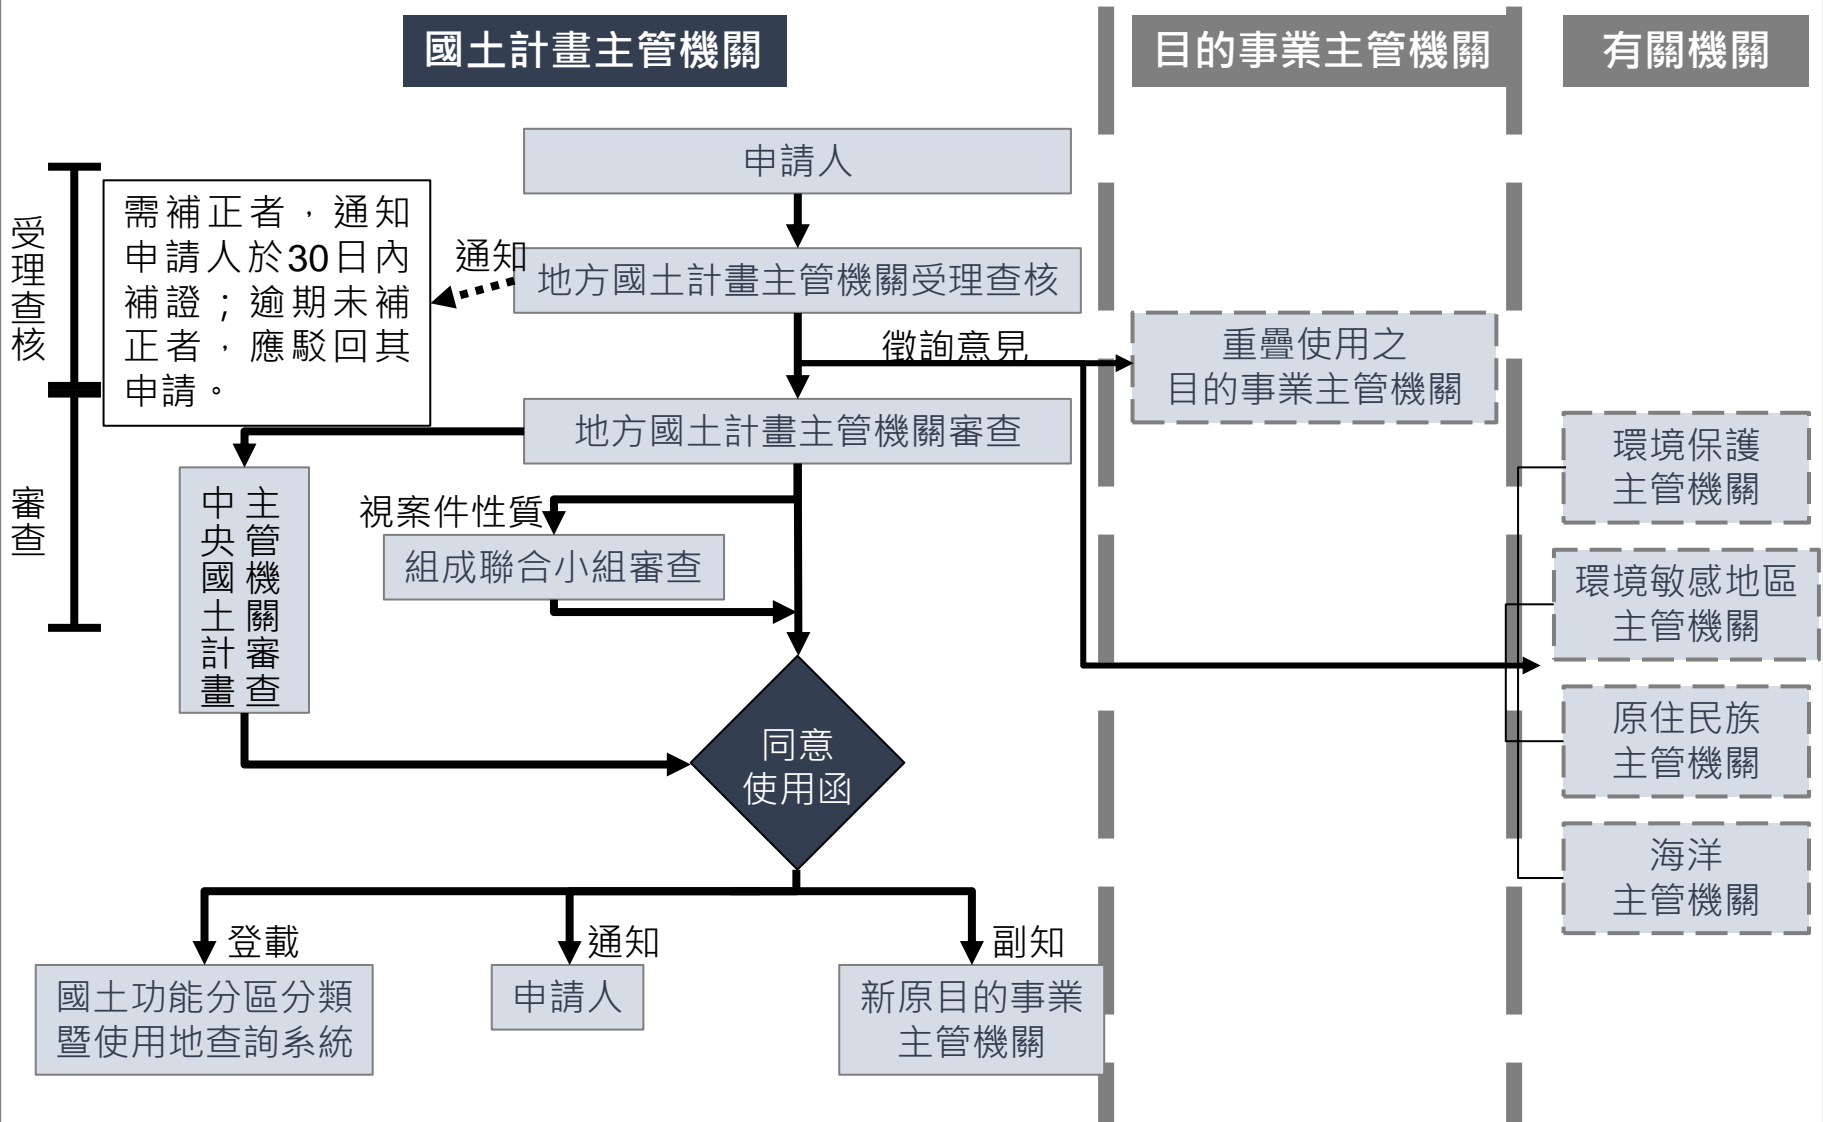 國土計畫主管機關
目的事業主管機關
有關機關
申請人
受理查核
需補正者，通知
申請人於30日內
補證；逾期未補
正者，應駁回其
申請。
通知
地方國土計畫主管機關受理查核
徵詢意見
重疊使用之
目的事業主管機關
地方國土計畫主管機關審查
審查
中央國土計畫
主管機關審查
視案件性質
組成聯合小組審查
環境保護
主管機關
環境敏感地區
主管機關
原住民族
主管機關
海洋
主管機關
同意
使用函
登載
通知
副知
國土功能分區分類
暨使用地查詢系統
申請人
新原目的事業
主管機關